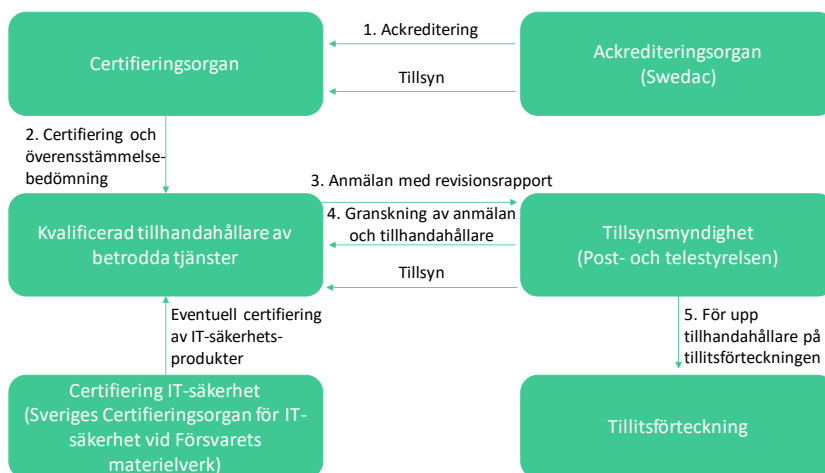 Certifieringsorgan
1. Ackreditering
Tillsyn
Ackrediteringsorgan
(Swedac)
2. Certifiering och
överensstämmelse-
bedömning
3. Anmälan med revisionsrapport
4. Granskning av anmälan
och tillhandahållare
Tillsyn
Kvalificerad tillhandahållare av
betrodda tjänster
Tillsynsmyndighet
(Post- och telestyrelsen)
Eventuell certifiering
av IT-säkerhets-
produkter
5. För upp
tillhandahållare på
tillitsförteckningen
Certifiering IT-säkerhet
(Sveriges Certifieringsorgan för IT-
säkerhet vid Försvarets
materielverk)
Tillitsförteckning